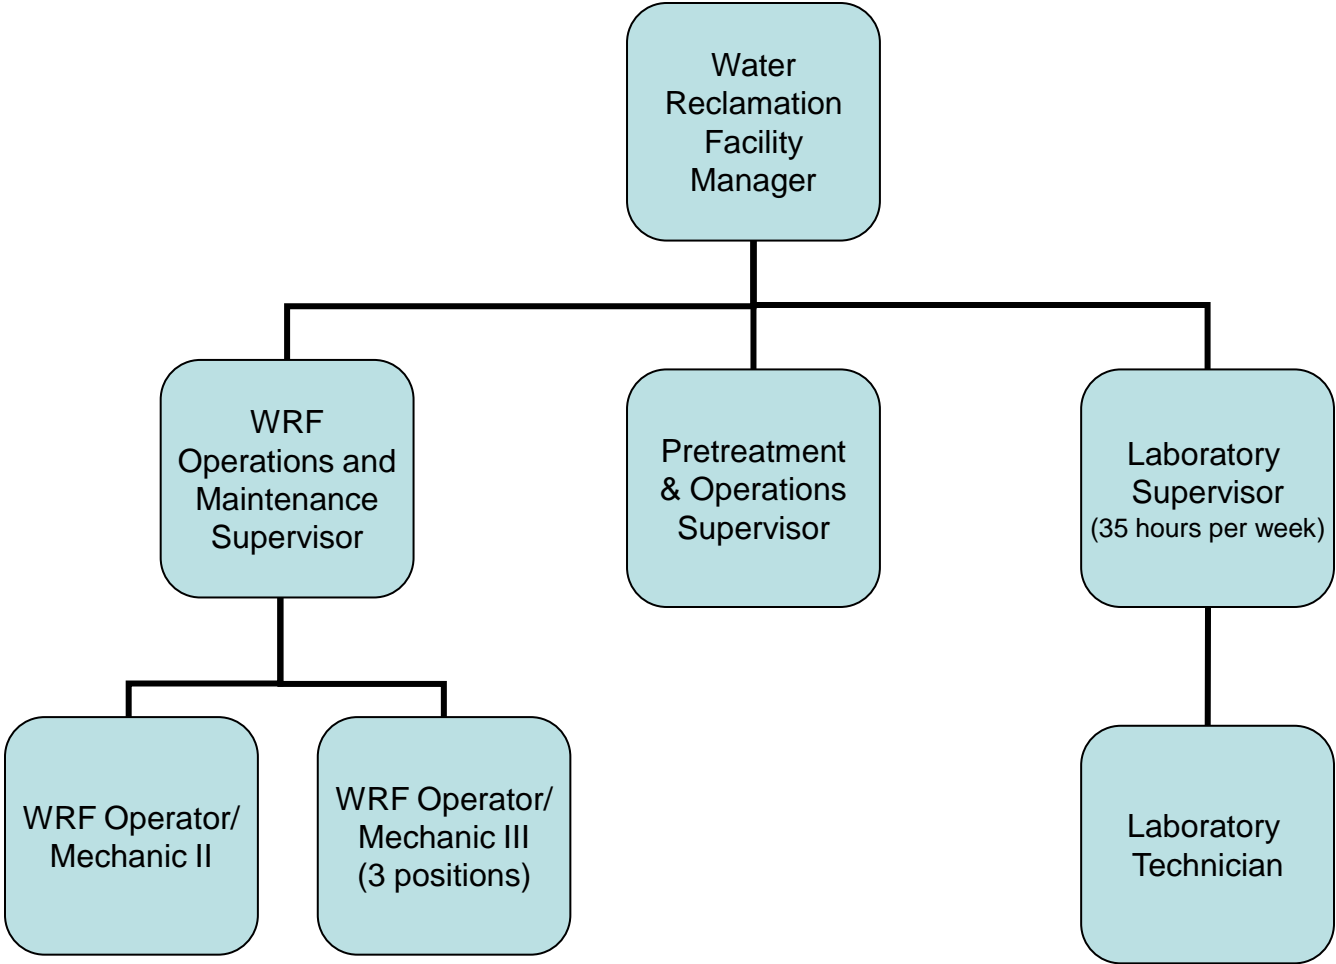 Water
Reclamation
Facility
Manager
WRF
Operations and
Maintenance
Supervisor
Pretreatment
& Operations
Supervisor
Laboratory
Supervisor
(35 hours per week)
WRF Operator/
Mechanic II
WRF Operator/
Mechanic III
(3 positions)
Laboratory
Technician